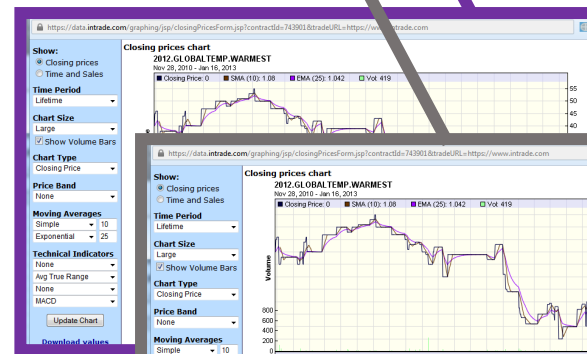 https://data.intrade.com/graphing/jsp/closingPricesForm.jsp?contractId=743901&tradeURL=https://www.intrade.com
Show:
Closing prices
Time and Sales
Time Period
Lifetime
Chart Size
Large
Show Volume Bars
Chart Type
Closing Price
Price Band
None
Moving Averages
Simple 10
Exponential 25
Technical Indicators
None
Avg True Range
None
MACD
Update Chart
Download values
Closing prices chart
2012.GLOBALTEMP.WARMEST
Nov 28, 2010 - Jan 16, 2013
Closing Price: 0 SMA (10): 1.08 EMA (25): 1.042 Vol: 419
55
50
45
40
https://data.intrade.com/graphing/jsp/closingPricesForm.jsp?contractId=743901&tradeURL=https://www.intrade.com
Show:
Closing prices
Time and Sales
Time Period
Lifetime
Chart Size
Large
Show Volume Bars
Chart Type
Closing Price
Price Band
None
Moving Averages
Simple 10
Closing prices chart
2012.GLOBALTEMP.WARMEST
Nov 28, 2010 - Jan 16, 2013
Closing Price: 0 SMA (10): 1.08 EMA (25): 1.042 Vol: 419
Volume
800
600
400
200
0